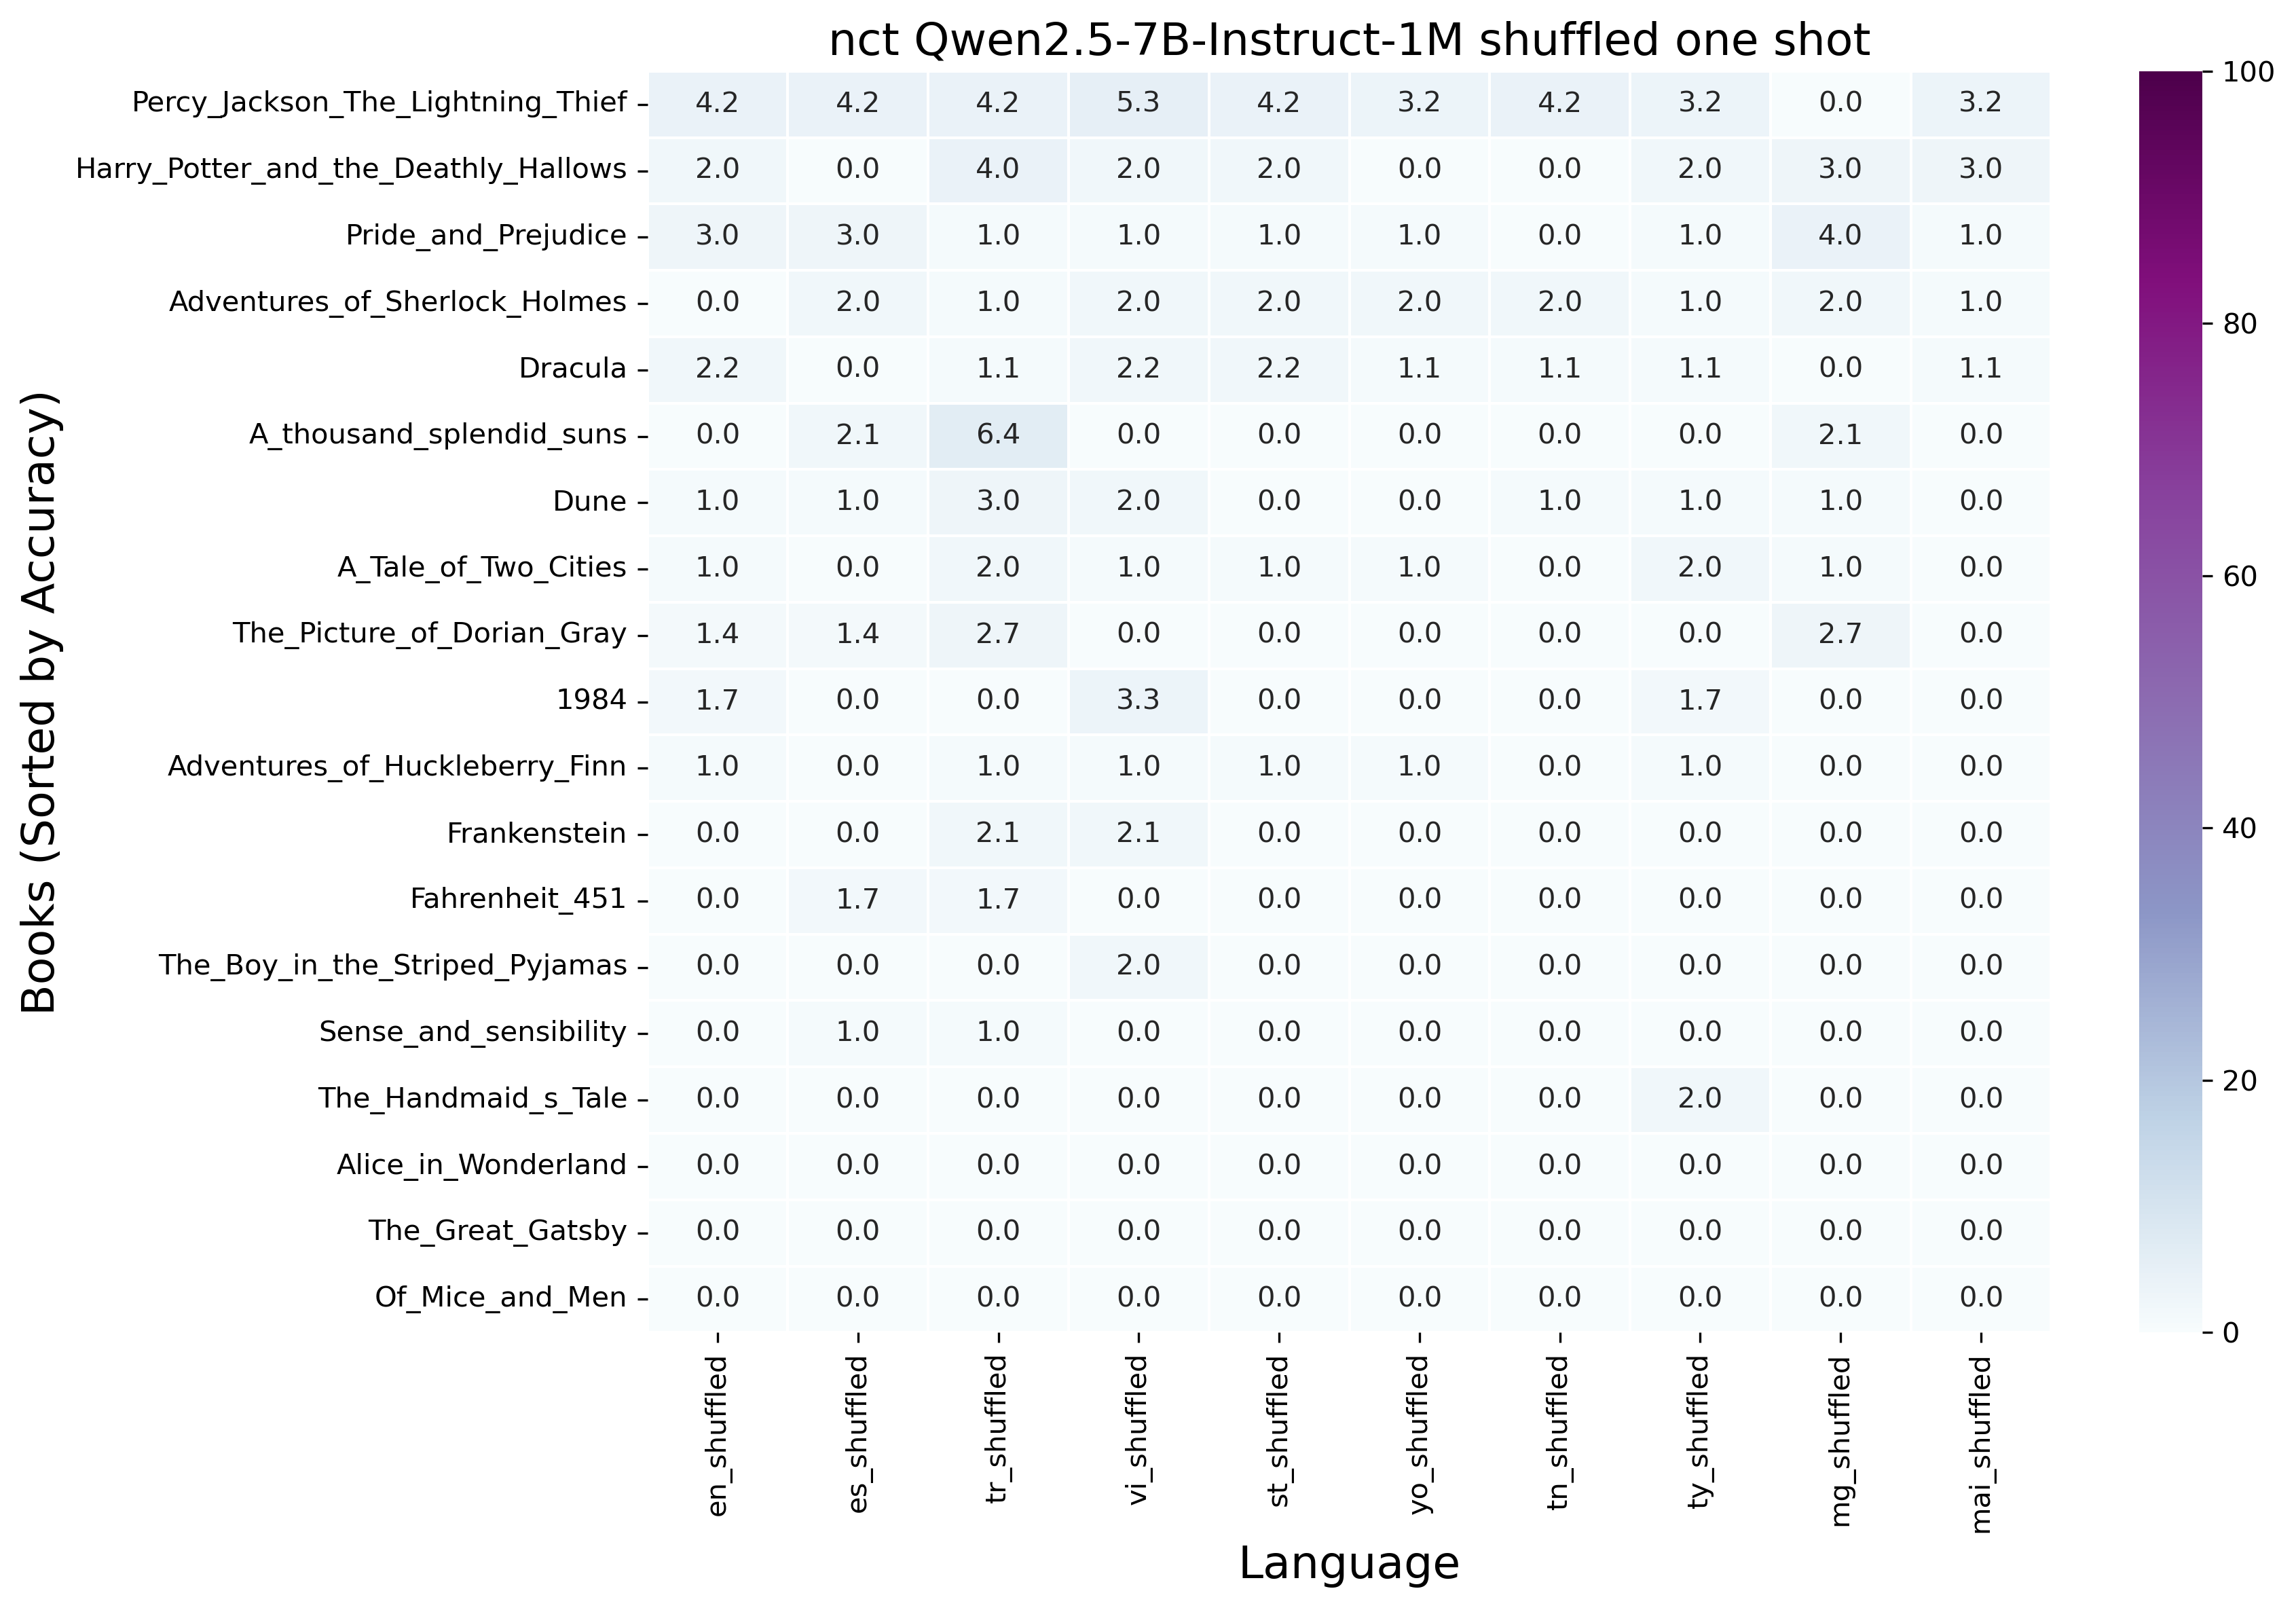 nct Qwen2.5-7B-Instruct-1M shuffled one shot
Books (Sorted by Accuracy)
Percy_Jackson_The_Lightning_Thief 4.2 4.2 4.2 5.3 4.2 3.2 4.2 3.2 0.0 3.2
Harry_Potter_and_the_Deathly_Hallows 2.0 0.0 4.0 2.0 2.0 0.0 0.0 2.0 3.0 3.0
Pride_and_Prejudice 3.0 3.0 1.0 1.0 1.0 1.0 0.0 1.0 4.0 1.0
Adventures_of_Sherlock_Holmes 0.0 2.0 1.0 2.0 2.0 2.0 2.0 1.0 2.0 1.0
Dracula 2.2 0.0 1.1 2.2 2.2 1.1 1.1 1.1 0.0 1.1
A_thousand_splendid_suns 0.0 2.1 6.4 0.0 0.0 0.0 0.0 0.0 2.1 0.0
Dune 1.0 1.0 3.0 2.0 0.0 0.0 1.0 1.0 1.0 0.0
A_Tale_of_Two_Cities 1.0 0.0 2.0 1.0 1.0 1.0 0.0 2.0 1.0 0.0
The_Picture_of_Dorian_Gray 1.4 1.4 2.7 0.0 0.0 0.0 0.0 0.0 2.7 0.0
1984 1.7 0.0 0.0 3.3 0.0 0.0 0.0 1.7 0.0 0.0
Adventures_of_Huckleberry_Finn 1.0 0.0 1.0 1.0 1.0 1.0 0.0 1.0 0.0 0.0
Frankenstein 0.0 0.0 2.1 2.1 0.0 0.0 0.0 0.0 0.0 0.0
Fahrenheit_451 0.0 1.7 1.7 0.0 0.0 0.0 0.0 0.0 0.0 0.0
The_Boy_in_the_Striped_Pyjamas 0.0 0.0 0.0 2.0 0.0 0.0 0.0 0.0 0.0 0.0
Sense_and_sensibility 0.0 1.0 1.0 0.0 0.0 0.0 0.0 0.0 0.0 0.0
The_Handmaid_s_Tale 0.0 0.0 0.0 0.0 0.0 0.0 0.0 2.0 0.0 0.0
Alice_in_Wonderland 0.0 0.0 0.0 0.0 0.0 0.0 0.0 0.0 0.0 0.0
The_Great_Gatsby 0.0 0.0 0.0 0.0 0.0 0.0 0.0 0.0 0.0 0.0
Of_Mice_and_Men 0.0 0.0 0.0 0.0 0.0 0.0 0.0 0.0 0.0 0.0
en_shuffled es_shuffled tr_shuffled vi_shuffled st_shuffled yo_shuffled tn_shuffled ty_shuffled mg_shuffled mai_shuffled
Language
100
80
60
40
20
0